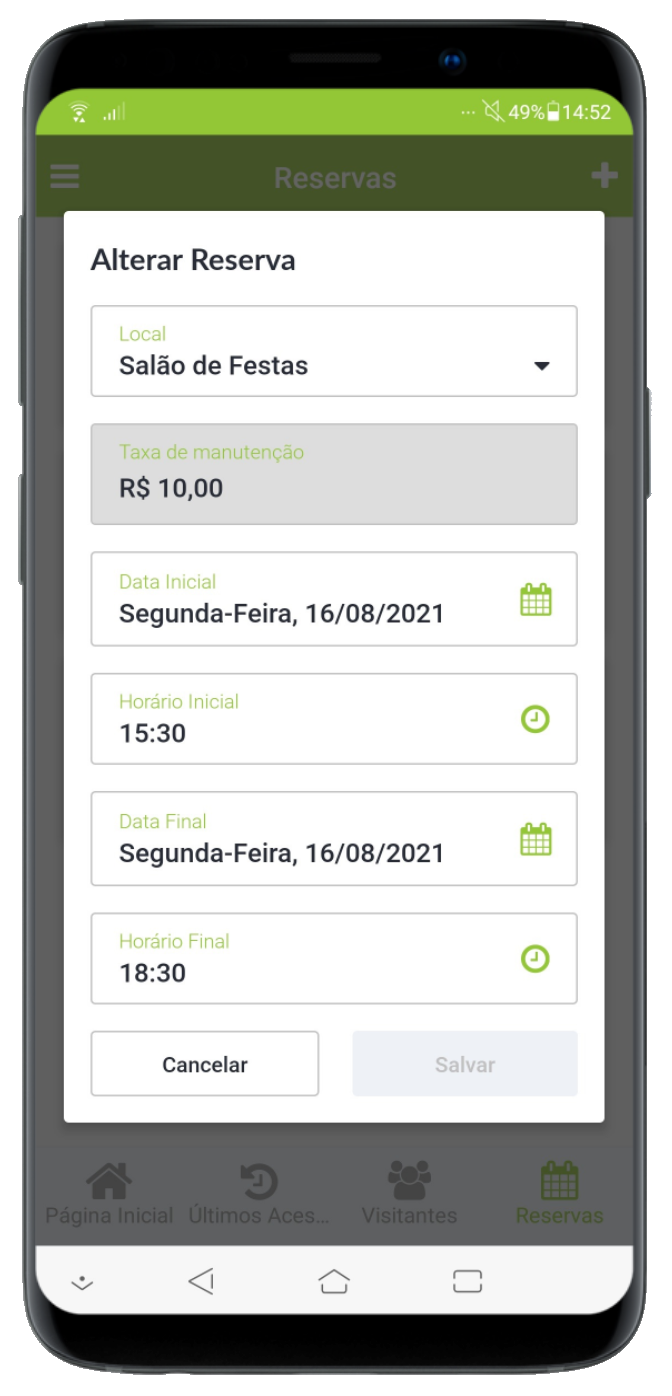 49% 14:52
Reservas
Alterar Reserva
Local
Salão de Festas
Taxa de manutenção
R$ 10,00
Data Inicial
Segunda-Feira, 16/08/2021
Horário Inicial
15:30
Data Final
Segunda-Feira, 16/08/2021
Horário Final
18:30
Cancelar Salvar
Página Inicial Últimos Aces... Visitantes Reservas